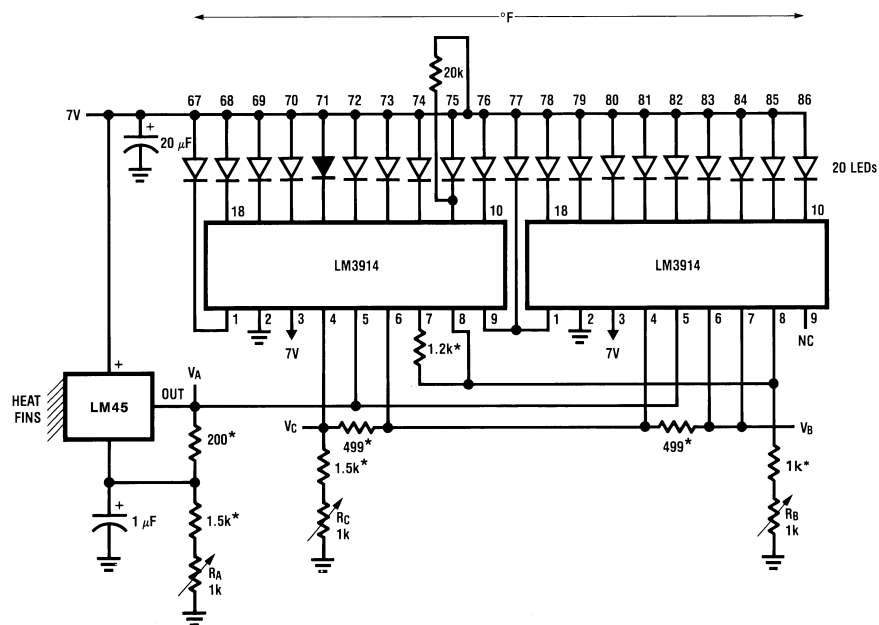 °F
20k
67 68 69 70 71 72 73 74 75 76 77 78 79 80 81 82 83 84 85 86
7V
+
20 μF
20 LEDs
18 10 18 10
LM3914 LM3914
1 2 3 4 5 6 7 8 9 1 2 3 4 5 6 7 8 9
7V 1.2k* 7V NC
+
HEAT FINS
LM45
OUT
VA
200*
VC
499*
499*
VB
1.5k*
1k*
+
1 μF
1.5k*
RC
1k
RB
1k
RA
1k